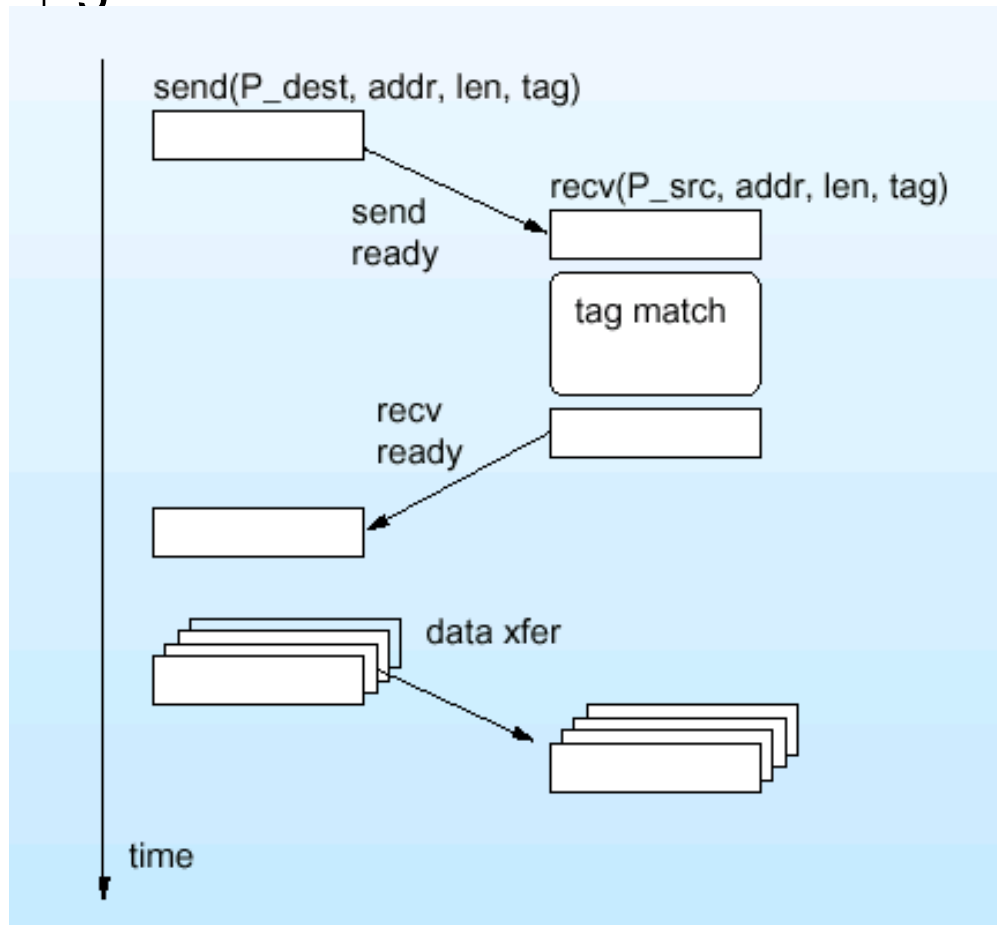 send(P_dest, addr, len, tag)
recv(P_src, addr, len, tag)
send
ready
tag match
recv
ready
data xfer
time